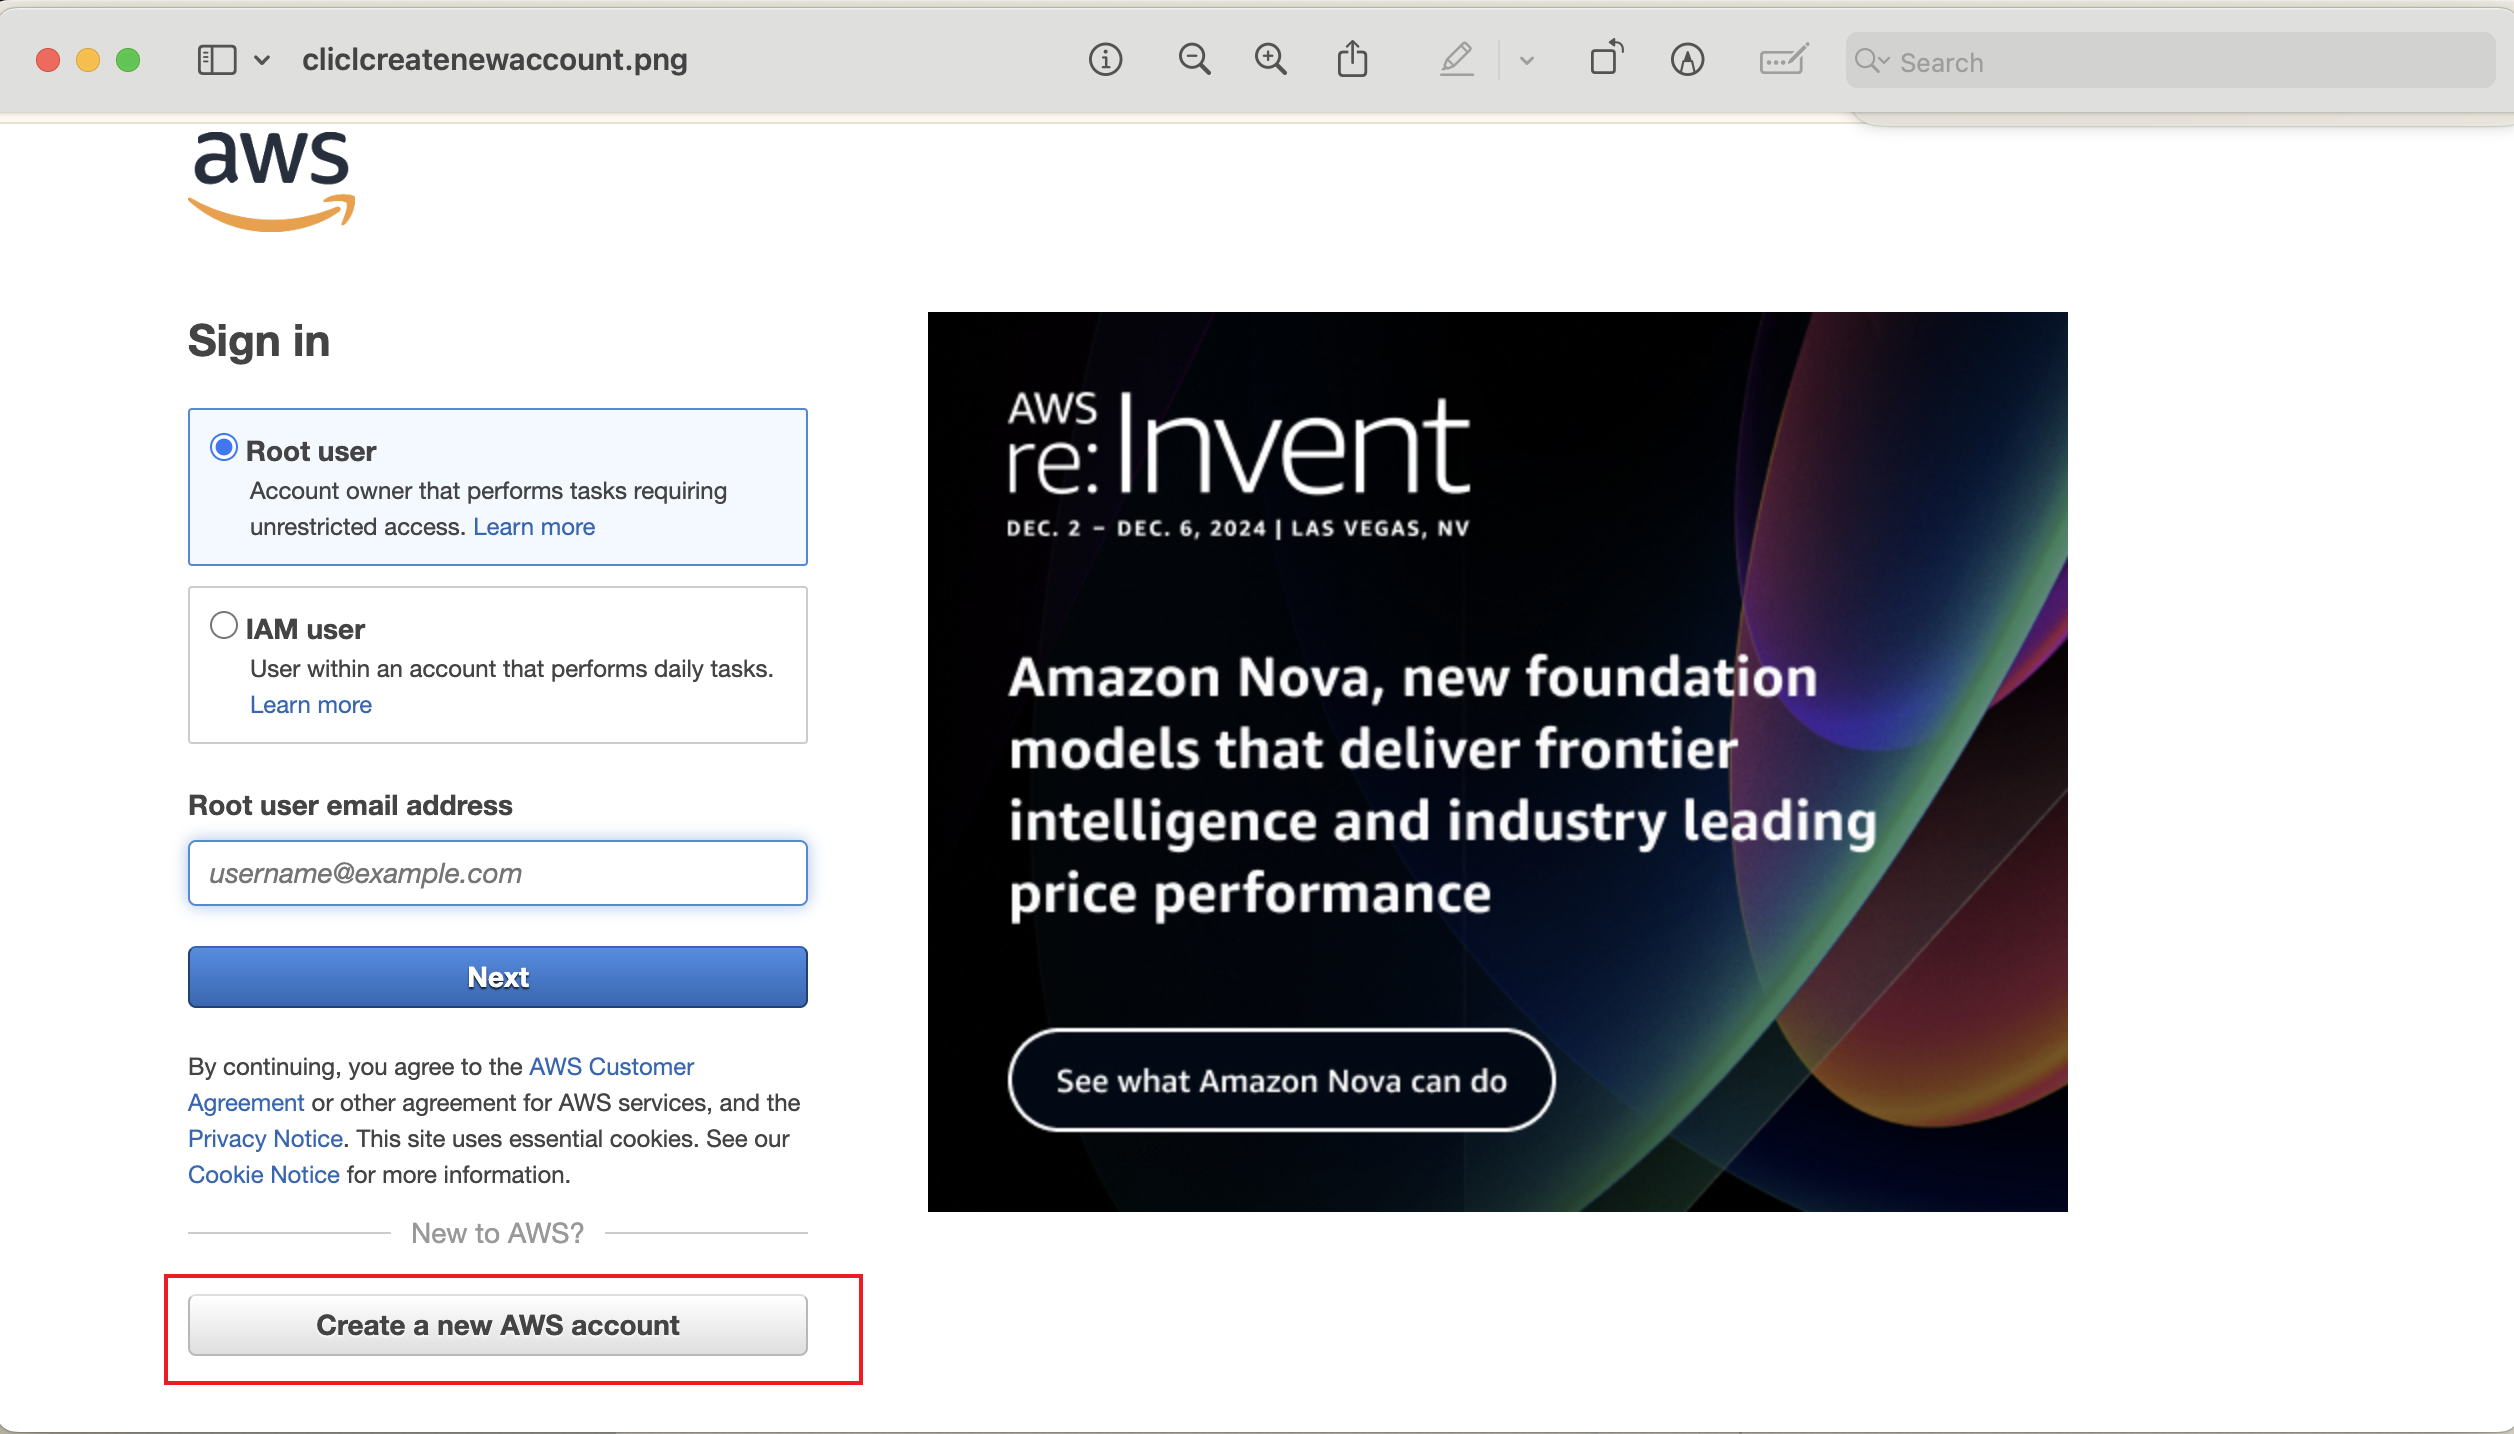 cliclcreatenewaccount.png
Search
aws
Sign in
Root user
Account owner that performs tasks requiring
unrestricted access. Learn more
IAM user
User within an account that performs daily tasks.
Learn more
Root user email address
username@example.com
Next
By continuing, you agree to the AWS Customer
Agreement or other agreement for AWS services, and the
Privacy Notice. This site uses essential cookies. See our
Cookie Notice for more information.
New to AWS?
Create a new AWS account
AWS
re:Invent
DEC. 2 – DEC. 6, 2024 | LAS VEGAS, NV
Amazon Nova, new foundation
models that deliver frontier
intelligence and industry leading
price performance
See what Amazon Nova can do